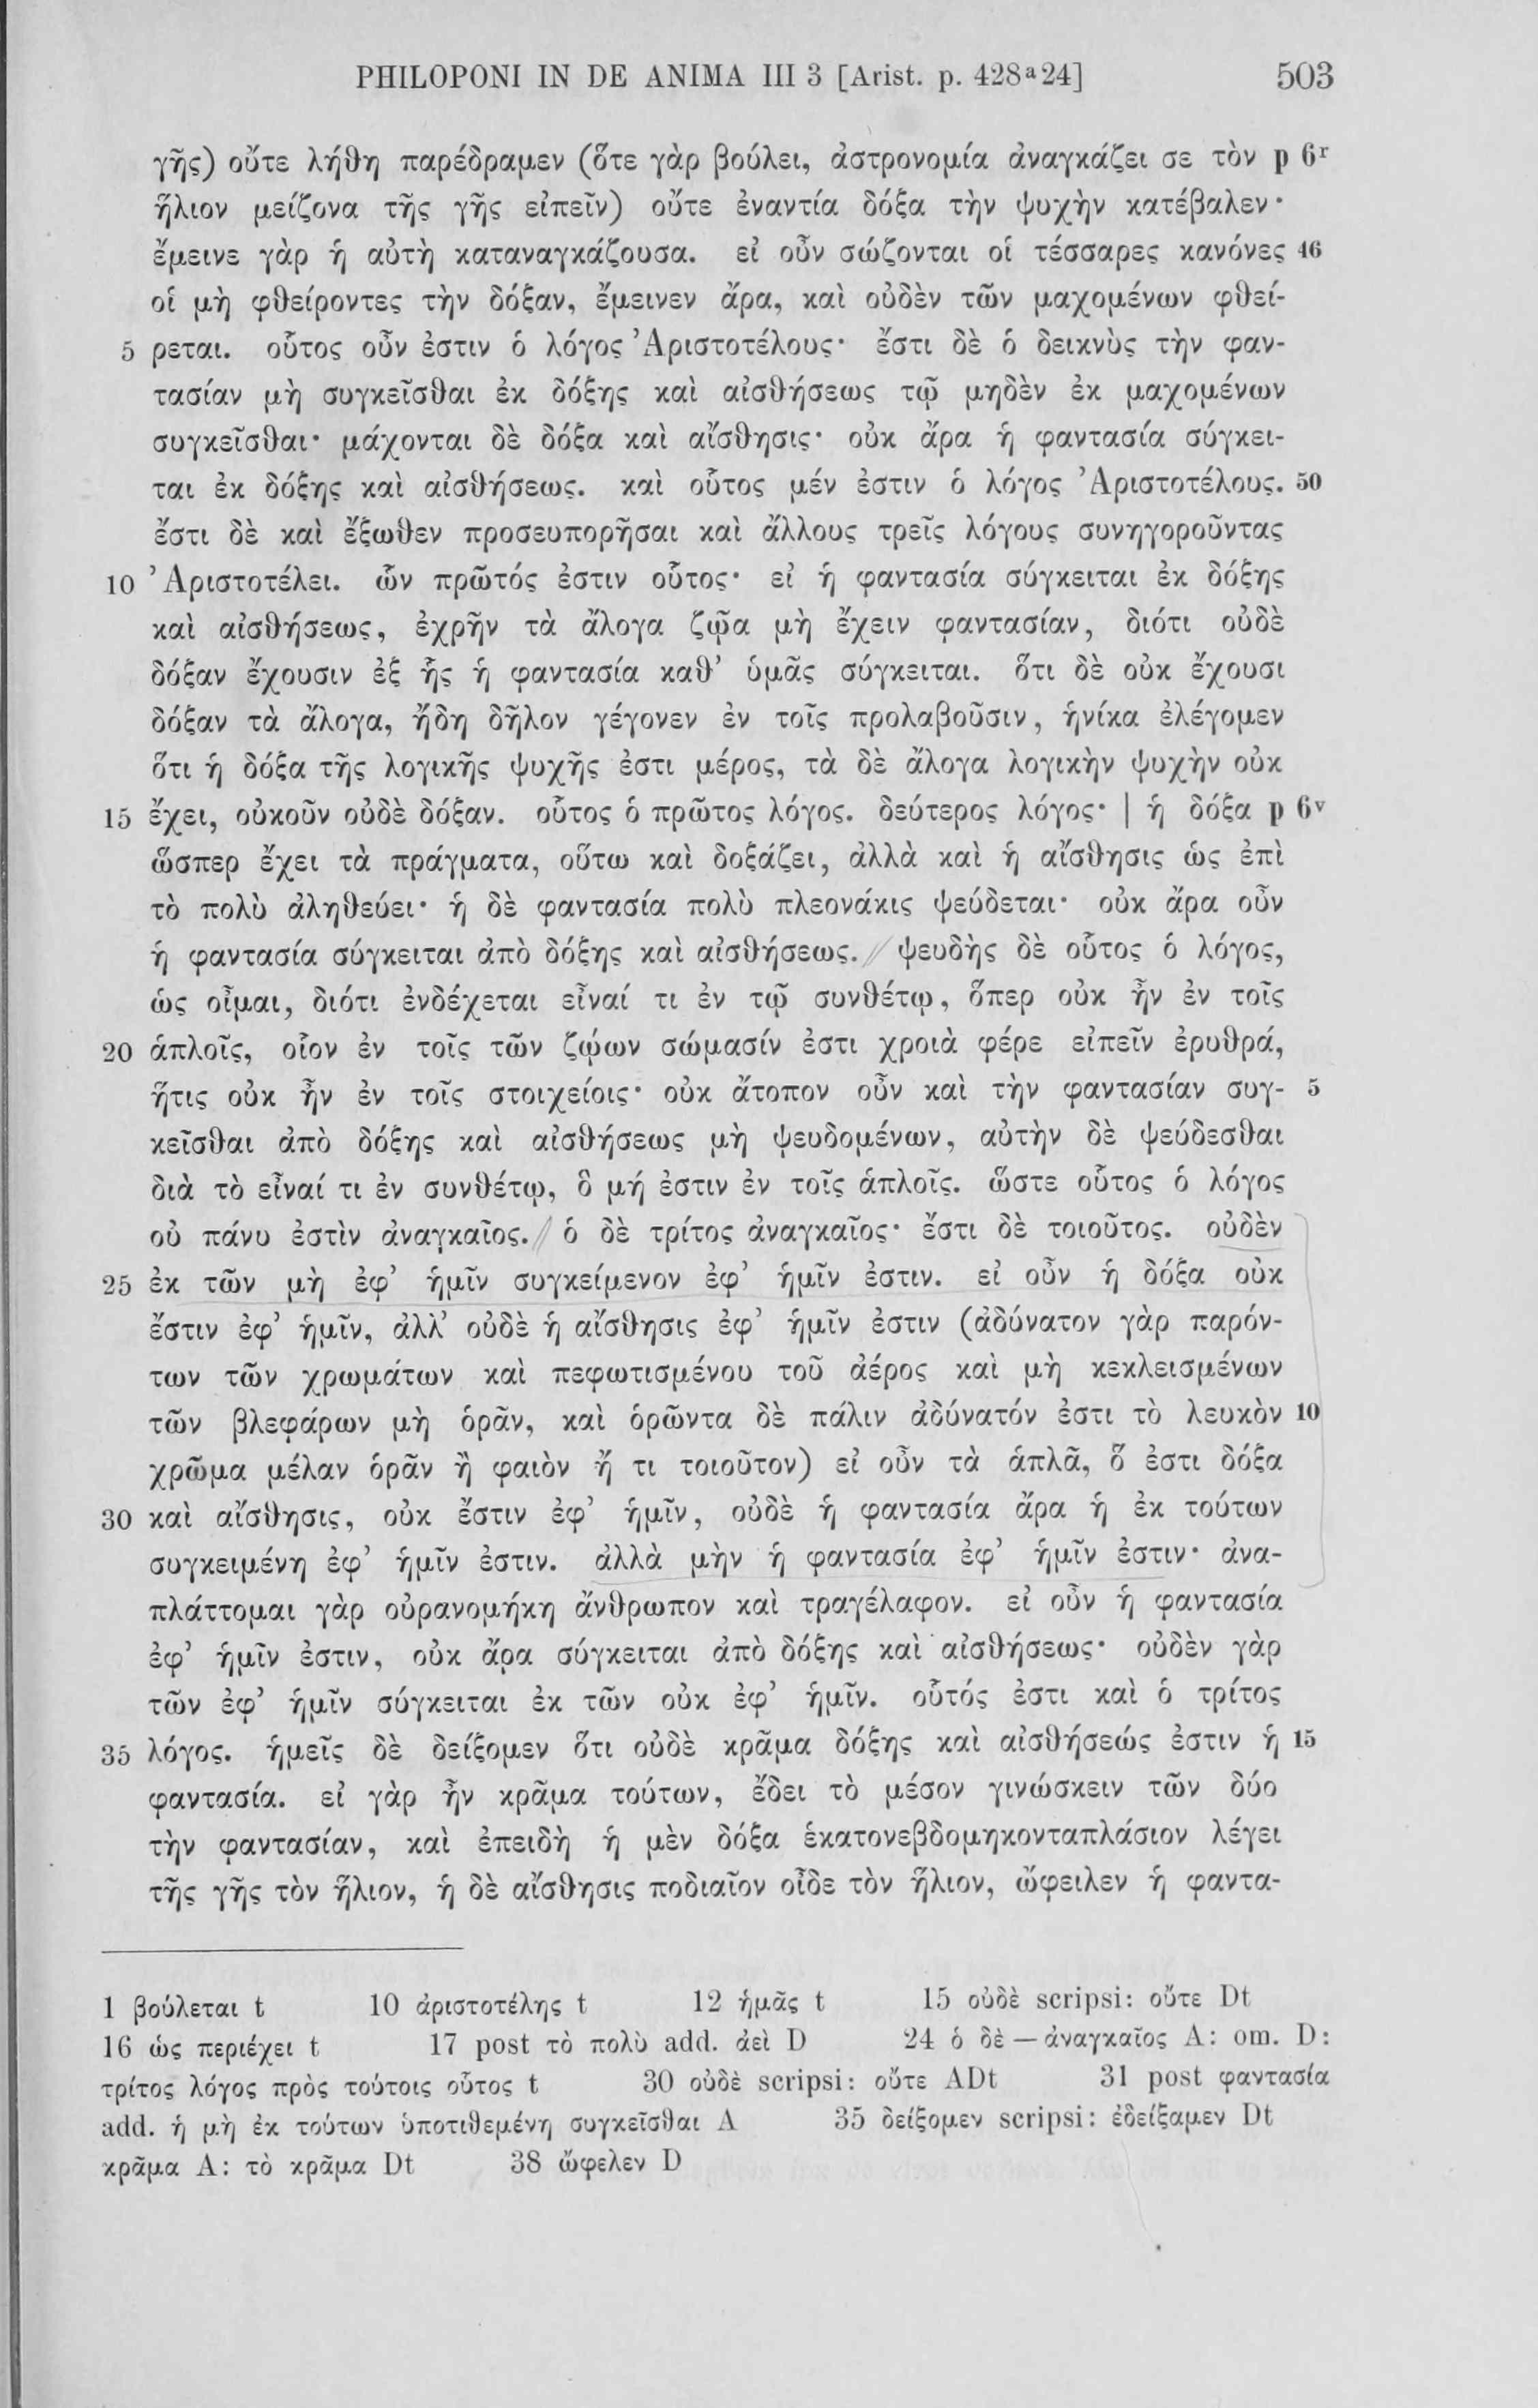 PHILOPONI IN DE ANIMA III 3 [Arist. p. 428ᵃ24] 503
γῆς) οὔτε λήθη παρέδραμεν (ὅτε γὰρ βούλει, ἀστρονομία ἀναγκάζει σε τὸν p 6ʳ
ἥλιον μείζονα τῆς γῆς εἰπεῖν) οὔτε ἐναντία δόξα τὴν ψυχὴν κατέβαλεν·
ἔμεινε γὰρ ἡ αὐτὴ καταναγκάζουσα. εἰ οὖν σώζονται οἱ τέσσαρες κανόνες 46
οἱ μὴ φθείροντες τὴν δόξαν, ἔμεινεν ἄρα, καὶ οὐδὲν τῶν μαχομένων φθεί-
5 ρεται. οὗτος οὖν ἐστιν ὁ λόγος Ἀριστοτέλους· ἔστι δὲ ὁ δεικνὺς τὴν φαν-
τασίαν μὴ συγκεῖσθαι ἐκ δόξης καὶ αἰσθήσεως τῷ μηδὲν ἐκ μαχομένων
συγκεῖσθαι· μάχονται δὲ δόξα καὶ αἴσθησις· οὐκ ἄρα ἡ φαντασία σύγκει-
ται ἐκ δόξης καὶ αἰσθήσεως. καὶ οὗτος μέν ἐστιν ὁ λόγος Ἀριστοτέλους. 50
ἔστι δὲ καὶ ἔξωθεν προσευπορῆσαι καὶ ἄλλους τρεῖς λόγους συνηγοροῦντας
10 Ἀριστοτέλει. ὧν πρῶτός ἐστιν οὗτος· εἰ ἡ φαντασία σύγκειται ἐκ δόξης
καὶ αἰσθήσεως, ἐχρῆν τὰ ἄλογα ζῷα μὴ ἔχειν φαντασίαν, διότι οὐδὲ
δόξαν ἔχουσιν ἐξ ἧς ἡ φαντασία καθ’ ὑμᾶς σύγκειται. ὅτι δὲ οὐκ ἔχουσι
δόξαν τὰ ἄλογα, ἤδη δῆλον γέγονεν ἐν τοῖς προλαβοῦσιν, ἡνίκα ἐλέγομεν
ὅτι ἡ δόξα τῆς λογικῆς ψυχῆς ἐστι μέρος, τὰ δὲ ἄλογα λογικὴν ψυχὴν οὐκ
15 ἔχει, οὐκοῦν οὐδὲ δόξαν. οὗτος ὁ πρῶτος λόγος. δεύτερος λόγος· | ἡ δόξα p 6ᵛ
ὥσπερ ἔχει τὰ πράγματα, οὕτω καὶ δοξάζει, ἀλλὰ καὶ ἡ αἴσθησις ὡς ἐπὶ
τὸ πολὺ ἀληθεύει· ἡ δὲ φαντασία πολὺ πλεονάκις ψεύδεται· οὐκ ἄρα οὖν
ἡ φαντασία σύγκειται ἀπὸ δόξης καὶ αἰσθήσεως. // ψευδὴς δὲ οὗτος ὁ λόγος,
ὡς οἶμαι, διότι ἐνδέχεται εἶναί τι ἐν τῷ συνθέτῳ, ὅπερ οὐκ ἦν ἐν τοῖς
20 ἁπλοῖς, οἷον ἐν τοῖς τῶν ζῴων σώμασίν ἐστι χροιὰ φέρε εἰπεῖν ἐρυθρά,
ἥτις οὐκ ἦν ἐν τοῖς στοιχείοις· οὐκ ἄτοπον οὖν καὶ τὴν φαντασίαν συγ- 5
κεῖσθαι ἀπὸ δόξης καὶ αἰσθήσεως μὴ ψευδομένων, αὐτὴν δὲ ψεύδεσθαι
διὰ τὸ εἶναί τι ἐν συνθέτῳ, ὃ μή ἐστιν ἐν τοῖς ἁπλοῖς. ὥστε οὗτος ὁ λόγος
οὐ πάνυ ἐστὶν ἀναγκαῖος. // ὁ δὲ τρίτος ἀναγκαῖος· ἔστι δὲ τοιοῦτος. οὐδὲν
25 ἐκ τῶν μὴ ἐφ’ ἡμῖν συγκείμενον ἐφ’ ἡμῖν ἐστιν. εἰ οὖν ἡ δόξα οὐκ
ἔστιν ἐφ’ ἡμῖν, ἀλλ’ οὐδὲ ἡ αἴσθησις ἐφ’ ἡμῖν ἐστιν (ἀδύνατον γὰρ παρόν-
των τῶν χρωμάτων καὶ πεφωτισμένου τοῦ ἀέρος καὶ μὴ κεκλεισμένων
τῶν βλεφάρων μὴ ὁρᾶν, καὶ ὁρῶντα δὲ πάλιν ἀδύνατόν ἐστι τὸ λευκὸν 10
χρῶμα μέλαν ὁρᾶν ἢ φαιὸν ἤ τι τοιοῦτον) εἰ οὖν τὰ ἁπλᾶ, ὅ ἐστι δόξα
30 καὶ αἴσθησις, οὐκ ἔστιν ἐφ’ ἡμῖν, οὐδὲ ἡ φαντασία ἄρα ἡ ἐκ τούτων
συγκειμένη ἐφ’ ἡμῖν ἐστιν. ἀλλὰ μὴν ἡ φαντασία ἐφ’ ἡμῖν ἐστιν· ἀνα-
πλάττομαι γὰρ οὐρανομήκη ἄνθρωπον καὶ τραγέλαφον. εἰ οὖν ἡ φαντασία
ἐφ’ ἡμῖν ἐστιν, οὐκ ἄρα σύγκειται ἀπὸ δόξης καὶ αἰσθήσεως· οὐδὲν γὰρ
τῶν ἐφ’ ἡμῖν σύγκειται ἐκ τῶν οὐκ ἐφ’ ἡμῖν. οὗτός ἐστι καὶ ὁ τρίτος
35 λόγος. ἡμεῖς δὲ δείξομεν ὅτι οὐδὲ κρᾶμα δόξης καὶ αἰσθήσεώς ἐστιν ἡ 15
φαντασία. εἰ γὰρ ἦν κρᾶμα τούτων, ἔδει τὸ μέσον γινώσκειν τῶν δύο
τὴν φαντασίαν, καὶ ἐπειδὴ ἡ μὲν δόξα ἑκατονεβδομηκονταπλάσιον λέγει
τῆς γῆς τὸν ἥλιον, ἡ δὲ αἴσθησις ποδιαῖον οἶδε τὸν ἥλιον, ὤφειλεν ἡ φαντα-
1 βούλεται t 10 ἀριστοτέλης t 12 ἡμᾶς t 15 οὐδὲ scripsi: οὔτε Dt
16 ὡς περιέχει t 17 post τὸ πολὺ add. ἀεὶ D 24 ὁ δὲ — ἀναγκαῖος A: om. D:
τρίτος λόγος πρὸς τούτοις οὗτος t 30 οὐδὲ scripsi: οὔτε ADt 31 post φαντασία
add. ἡ μὴ ἐκ τούτων ὑποτιθεμένη συγκεῖσθαι A 35 δείξομεν scripsi: ἐδείξαμεν Dt
κρᾶμα A: τὸ κρᾶμα Dt 38 ὤφελεν D